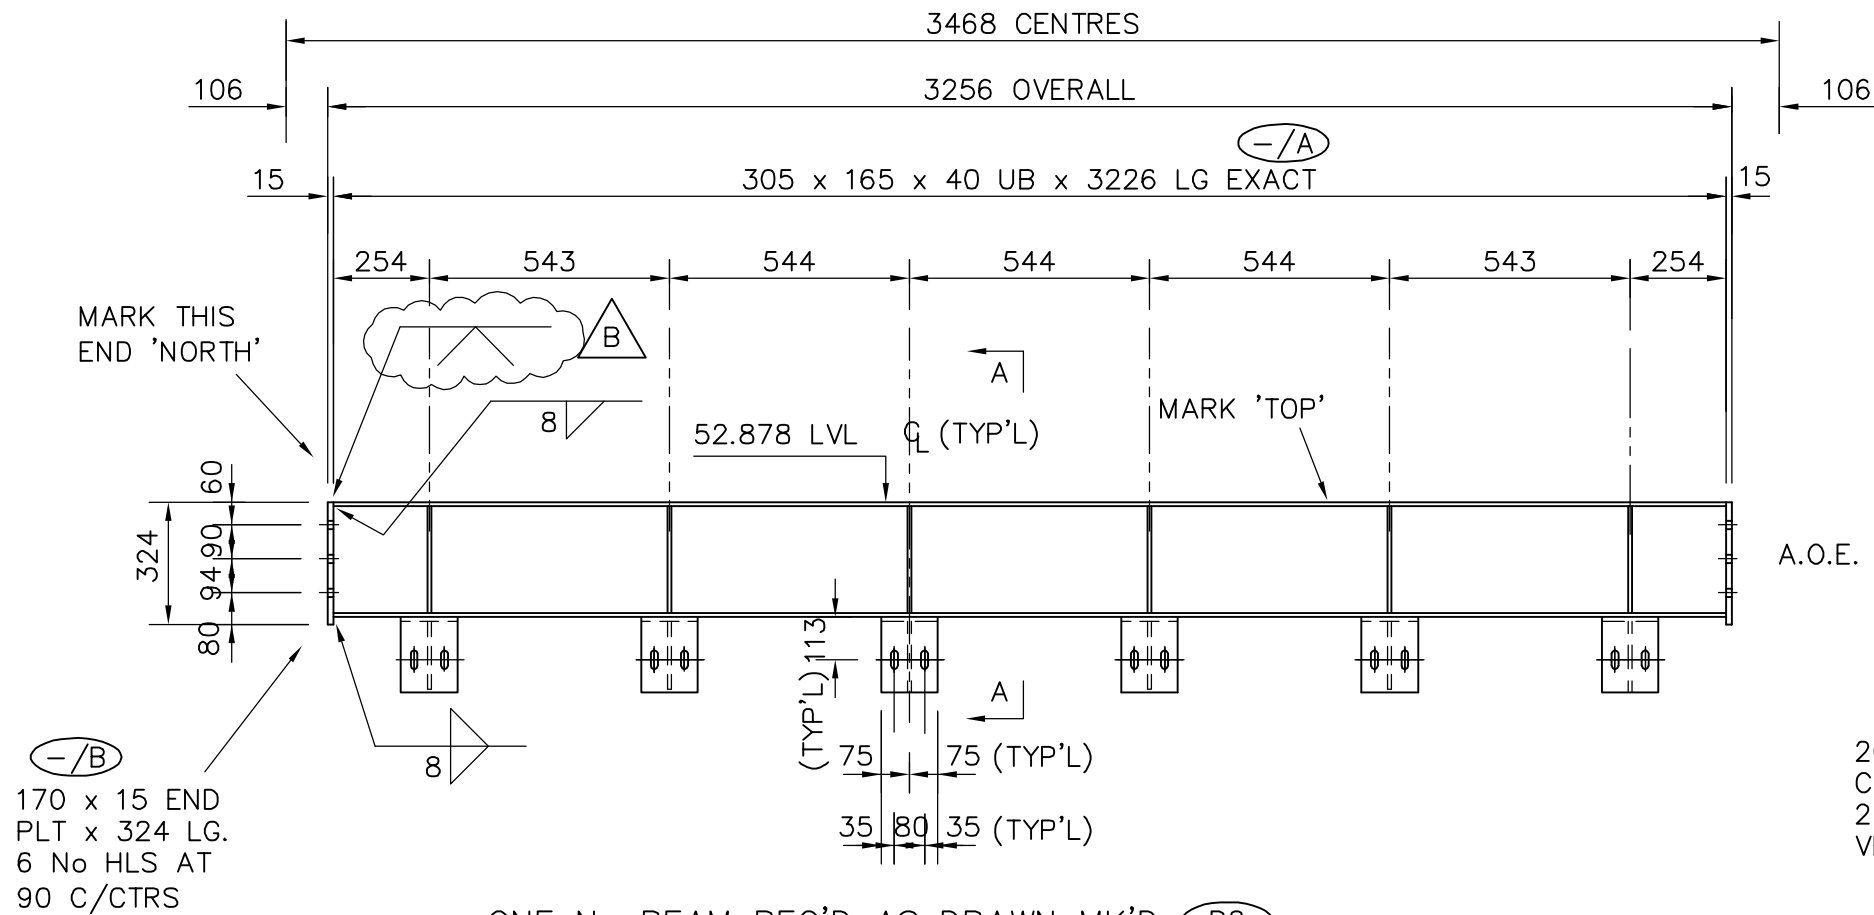 3468 CENTRES
106
3256 OVERALL
106
-/A
15
305 x 165 x 40 UB x 3226 LG EXACT
15
254
543
544
544
544
543
254
MARK THIS
END 'NORTH'
B
A
8
MARK 'TOP'
52.878 LVL
CL (TYP'L)
60
90
94
80
324
A.O.E.
113
(TYP'L)
A
8
75
75 (TYP'L)
35
80
35 (TYP'L)
-/B
170 x 15 END
PLT x 324 LG.
6 No HLS AT
90 C/CTRS